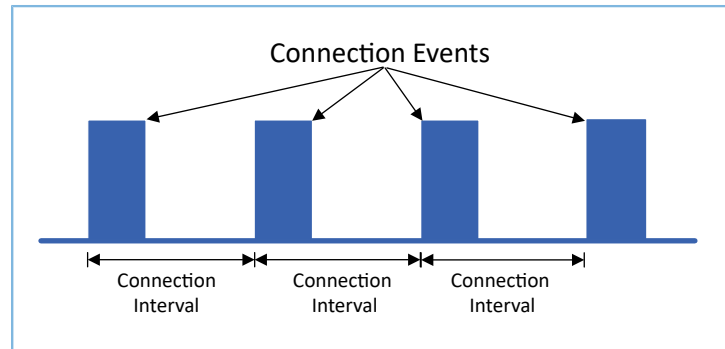 Connection Events
Connection
Interval
Connection
Interval
Connection
Interval